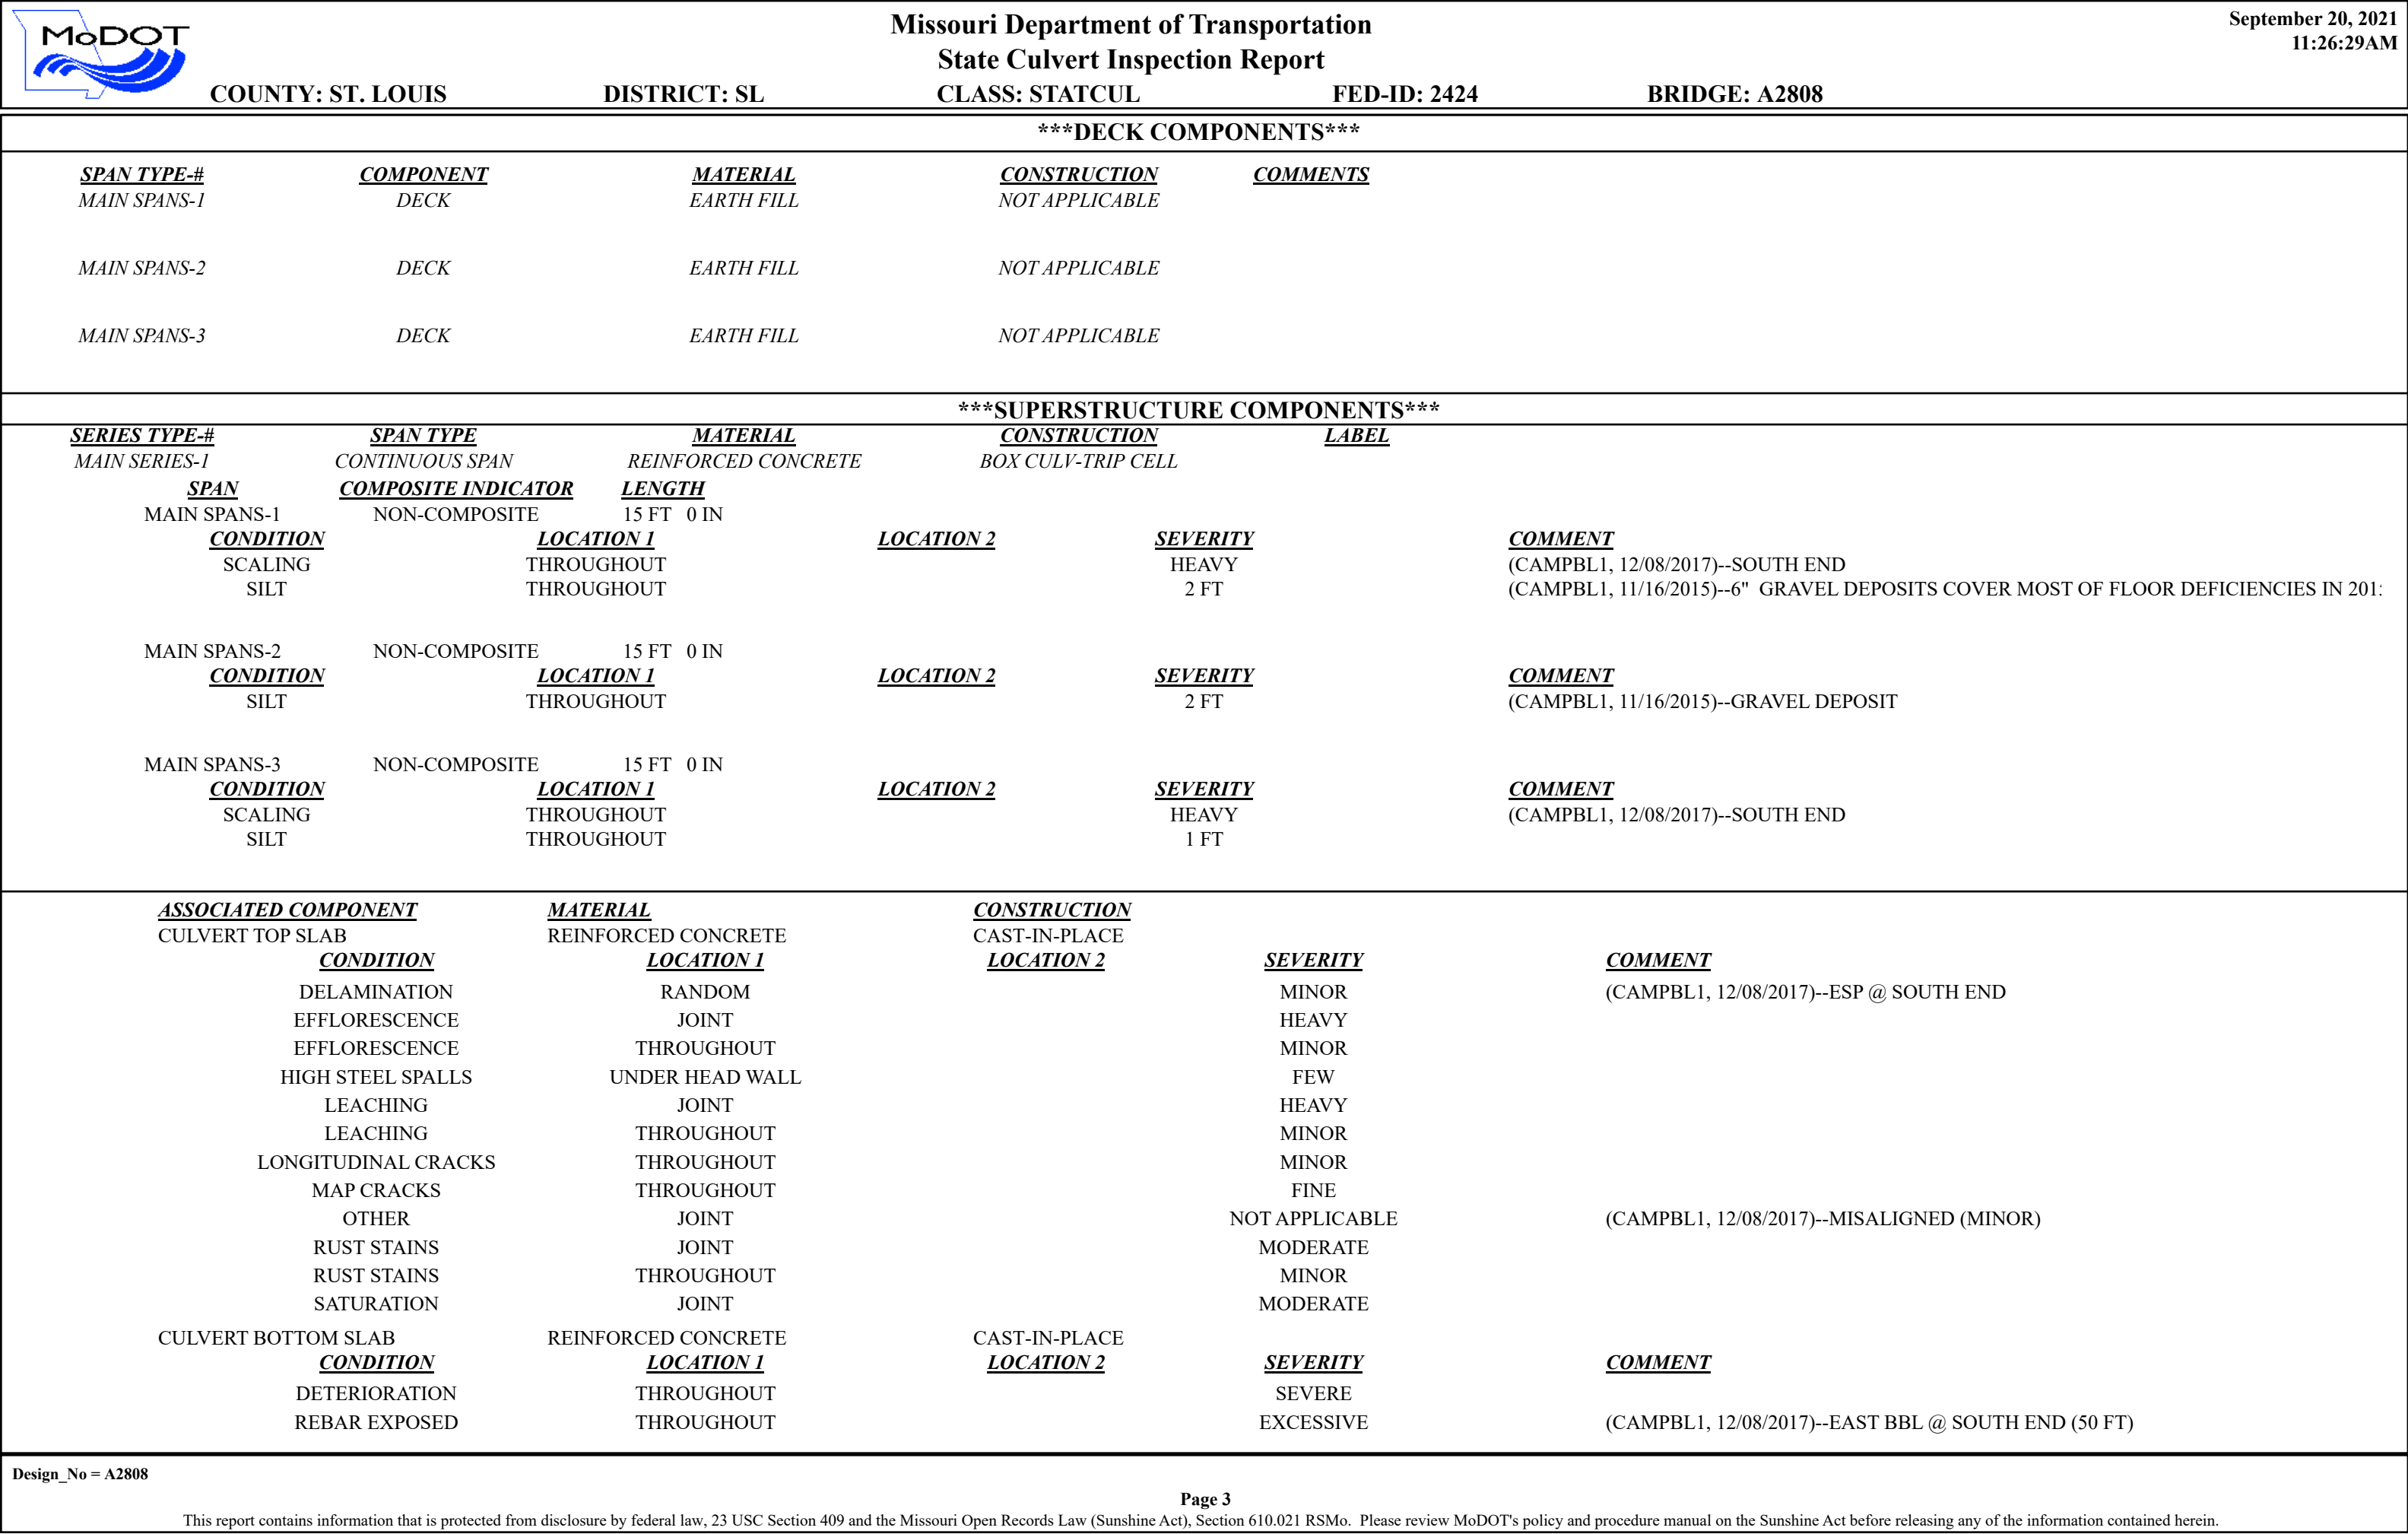 MoDOT
Missouri Department of Transportation
State Culvert Inspection Report
September 20, 2021
11:26:29AM
COUNTY: ST. LOUIS DISTRICT: SL CLASS: STATCUL FED-ID: 2424 BRIDGE: A2808
***DECK COMPONENTS***
SPAN TYPE-# COMPONENT MATERIAL CONSTRUCTION COMMENTS
MAIN SPANS-1 DECK EARTH FILL NOT APPLICABLE
MAIN SPANS-2 DECK EARTH FILL NOT APPLICABLE
MAIN SPANS-3 DECK EARTH FILL NOT APPLICABLE
***SUPERSTRUCTURE COMPONENTS***
SERIES TYPE-# SPAN TYPE MATERIAL CONSTRUCTION LABEL
MAIN SERIES-1 CONTINUOUS SPAN REINFORCED CONCRETE BOX CULV-TRIP CELL
SPAN COMPOSITE INDICATOR LENGTH
MAIN SPANS-1 NON-COMPOSITE 15 FT 0 IN
CONDITION LOCATION 1 LOCATION 2 SEVERITY COMMENT
SCALING THROUGHOUT HEAVY (CAMPBL1, 12/08/2017)--SOUTH END
SILT THROUGHOUT 2 FT (CAMPBL1, 11/16/2015)--6" GRAVEL DEPOSITS COVER MOST OF FLOOR DEFICIENCIES IN 201
MAIN SPANS-2 NON-COMPOSITE 15 FT 0 IN
CONDITION LOCATION 1 LOCATION 2 SEVERITY COMMENT
SILT THROUGHOUT 2 FT (CAMPBL1, 11/16/2015)--GRAVEL DEPOSIT
MAIN SPANS-3 NON-COMPOSITE 15 FT 0 IN
CONDITION LOCATION 1 LOCATION 2 SEVERITY COMMENT
SCALING THROUGHOUT HEAVY (CAMPBL1, 12/08/2017)--SOUTH END
SILT THROUGHOUT 1 FT
ASSOCIATED COMPONENT MATERIAL CONSTRUCTION
CULVERT TOP SLAB REINFORCED CONCRETE CAST-IN-PLACE
CONDITION LOCATION 1 LOCATION 2 SEVERITY COMMENT
DELAMINATION RANDOM MINOR (CAMPBL1, 12/08/2017)--ESP @ SOUTH END
EFFLORESCENCE JOINT HEAVY
EFFLORESCENCE THROUGHOUT MINOR
HIGH STEEL SPALLS UNDER HEAD WALL FEW
LEACHING JOINT HEAVY
LEACHING THROUGHOUT MINOR
LONGITUDINAL CRACKS THROUGHOUT MINOR
MAP CRACKS THROUGHOUT FINE
OTHER JOINT NOT APPLICABLE (CAMPBL1, 12/08/2017)--MISALIGNED (MINOR)
RUST STAINS JOINT MODERATE
RUST STAINS THROUGHOUT MINOR
SATURATION JOINT MODERATE
CULVERT BOTTOM SLAB REINFORCED CONCRETE CAST-IN-PLACE
CONDITION LOCATION 1 LOCATION 2 SEVERITY COMMENT
DETERIORATION THROUGHOUT SEVERE
REBAR EXPOSED THROUGHOUT EXCESSIVE (CAMPBL1, 12/08/2017)--EAST BBL @ SOUTH END (50 FT)
Design_No = A2808
Page 3
This report contains information that is protected from disclosure by federal law, 23 USC Section 409 and the Missouri Open Records Law (Sunshine Act), Section 610.021 RSMo. Please review MoDOT's policy and procedure manual on the Sunshine Act before releasing any of the information contained herein.